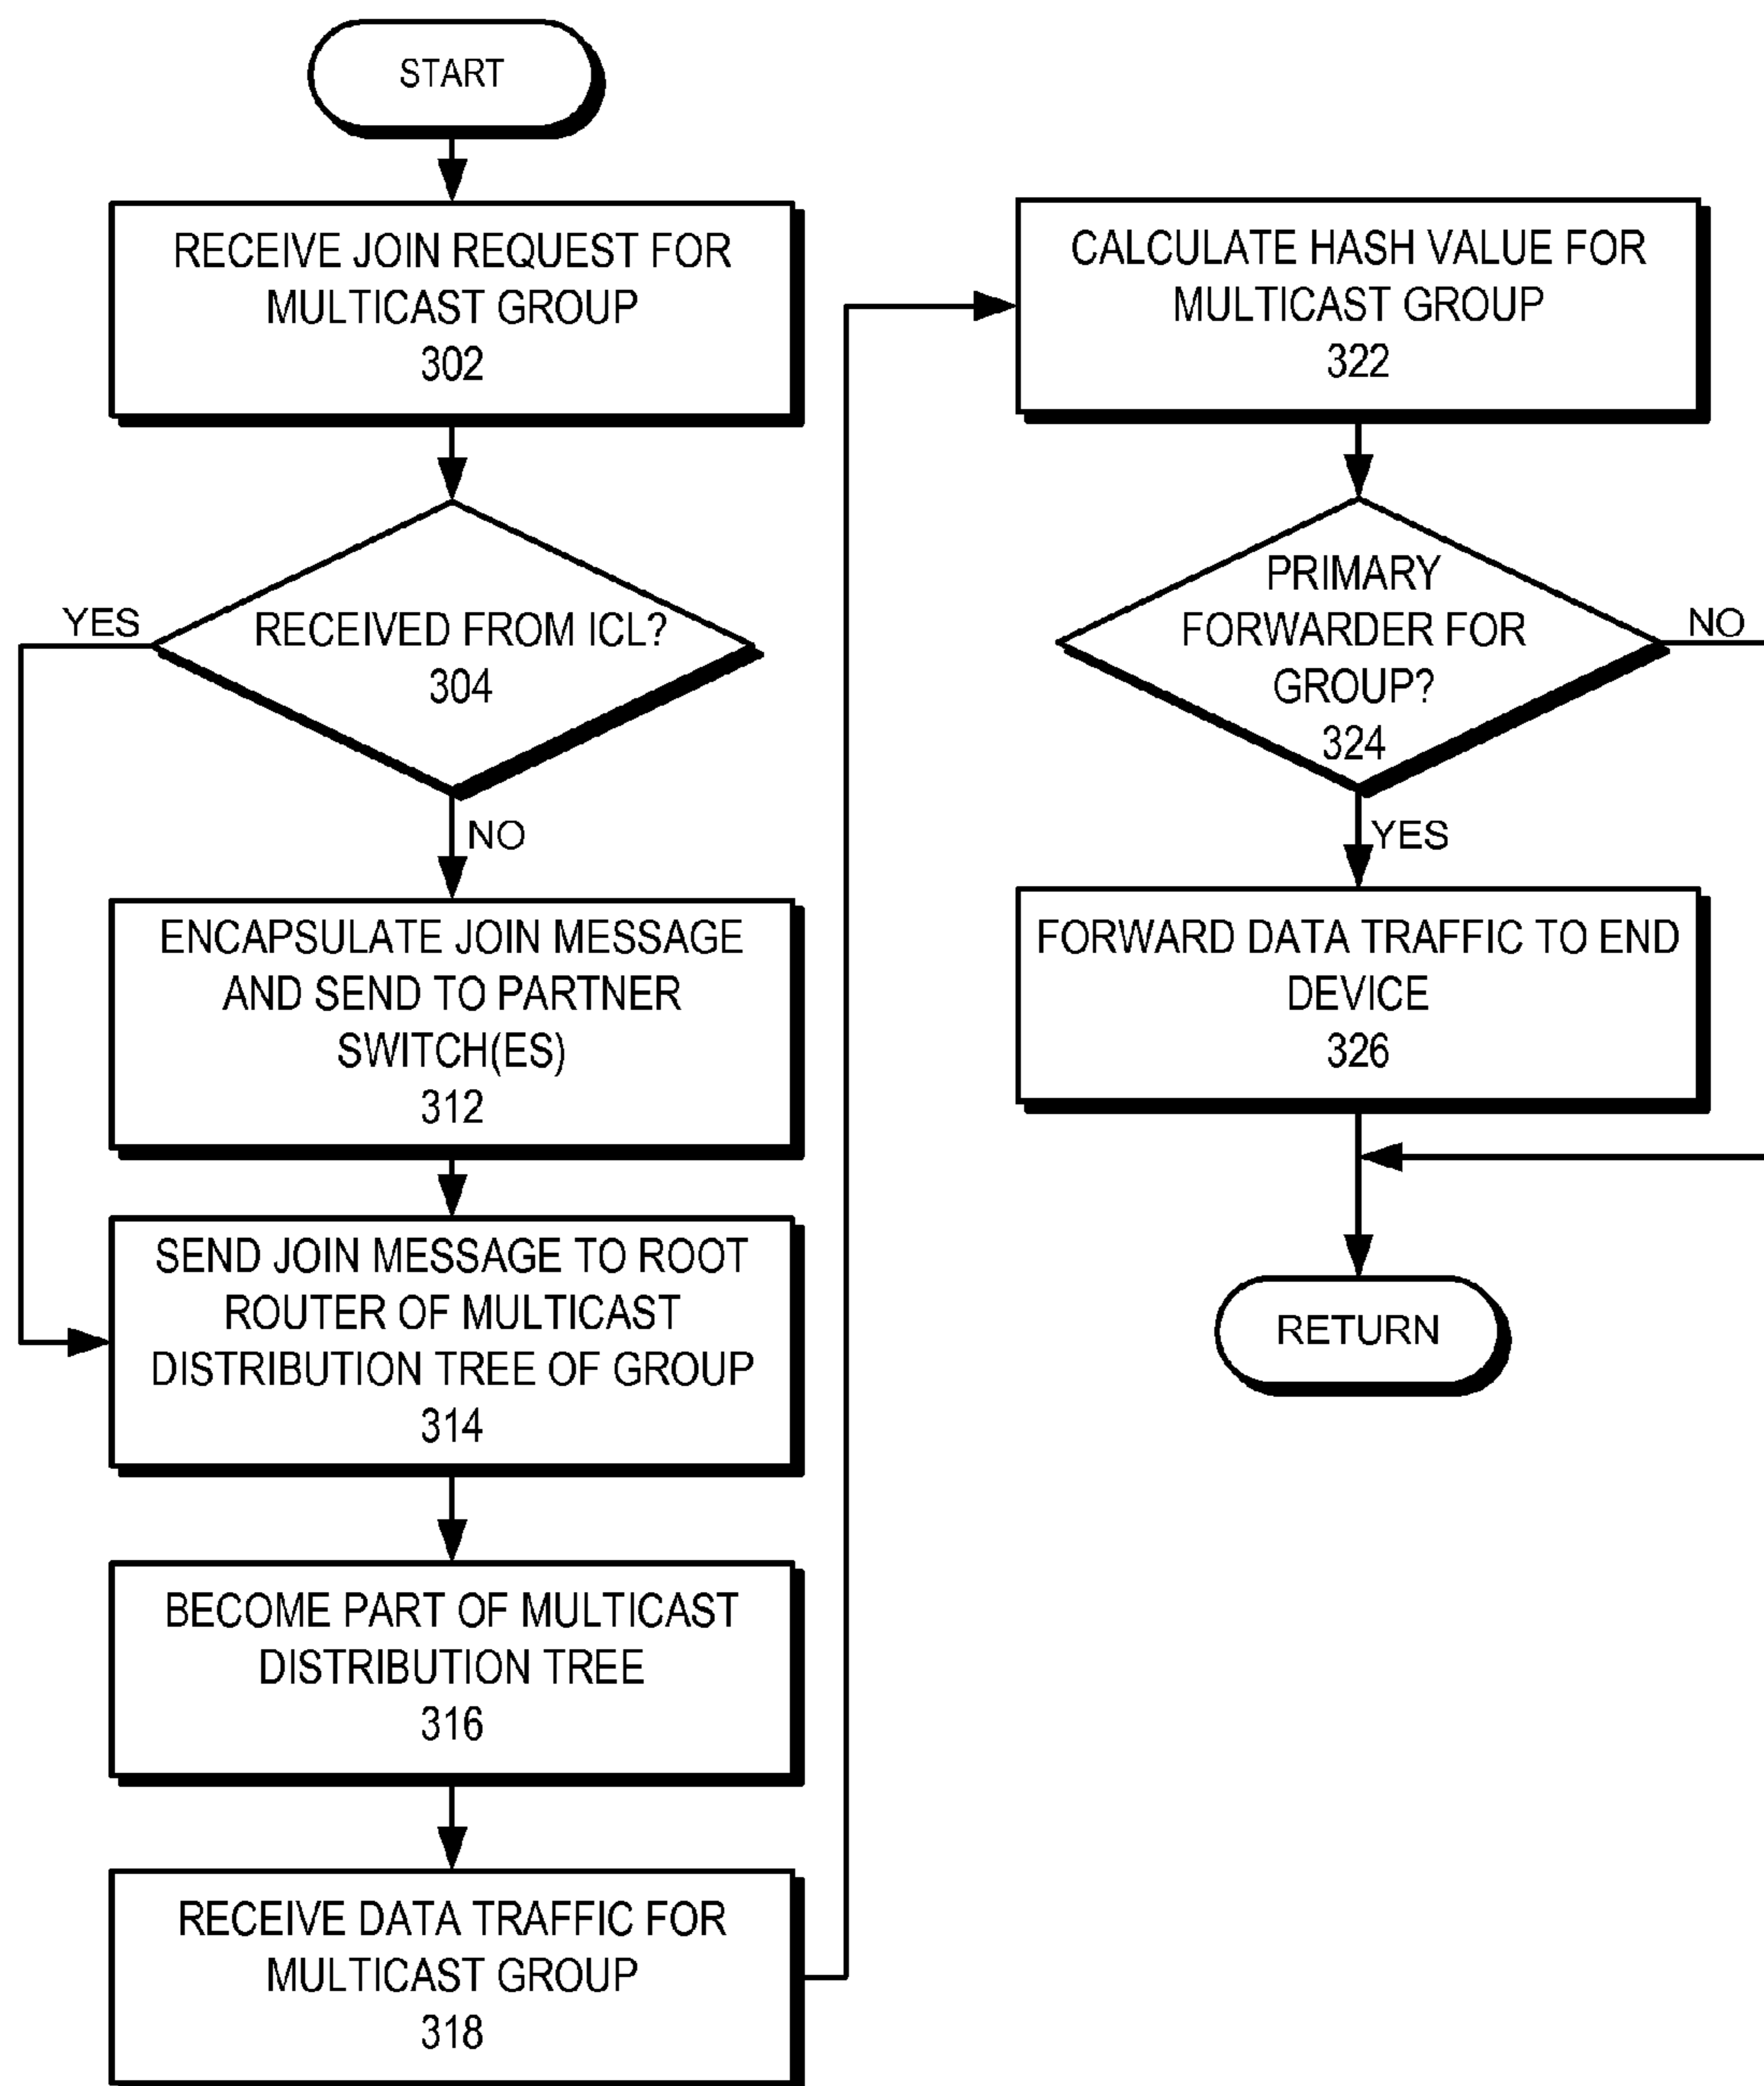 START
RECEIVE JOIN REQUEST FOR
MULTICAST GROUP
302
YES
RECEIVED FROM ICL?
304
NO
ENCAPSULATE JOIN MESSAGE
AND SEND TO PARTNER
SWITCH(ES)
312
SEND JOIN MESSAGE TO ROOT
ROUTER OF MULTICAST
DISTRIBUTION TREE OF GROUP
314
BECOME PART OF MULTICAST
DISTRIBUTION TREE
316
RECEIVE DATA TRAFFIC FOR
MULTICAST GROUP
318
CALCULATE HASH VALUE FOR
MULTICAST GROUP
322
PRIMARY
FORWARDER FOR
GROUP?
324
NO
YES
FORWARD DATA TRAFFIC TO END
DEVICE
326
RETURN